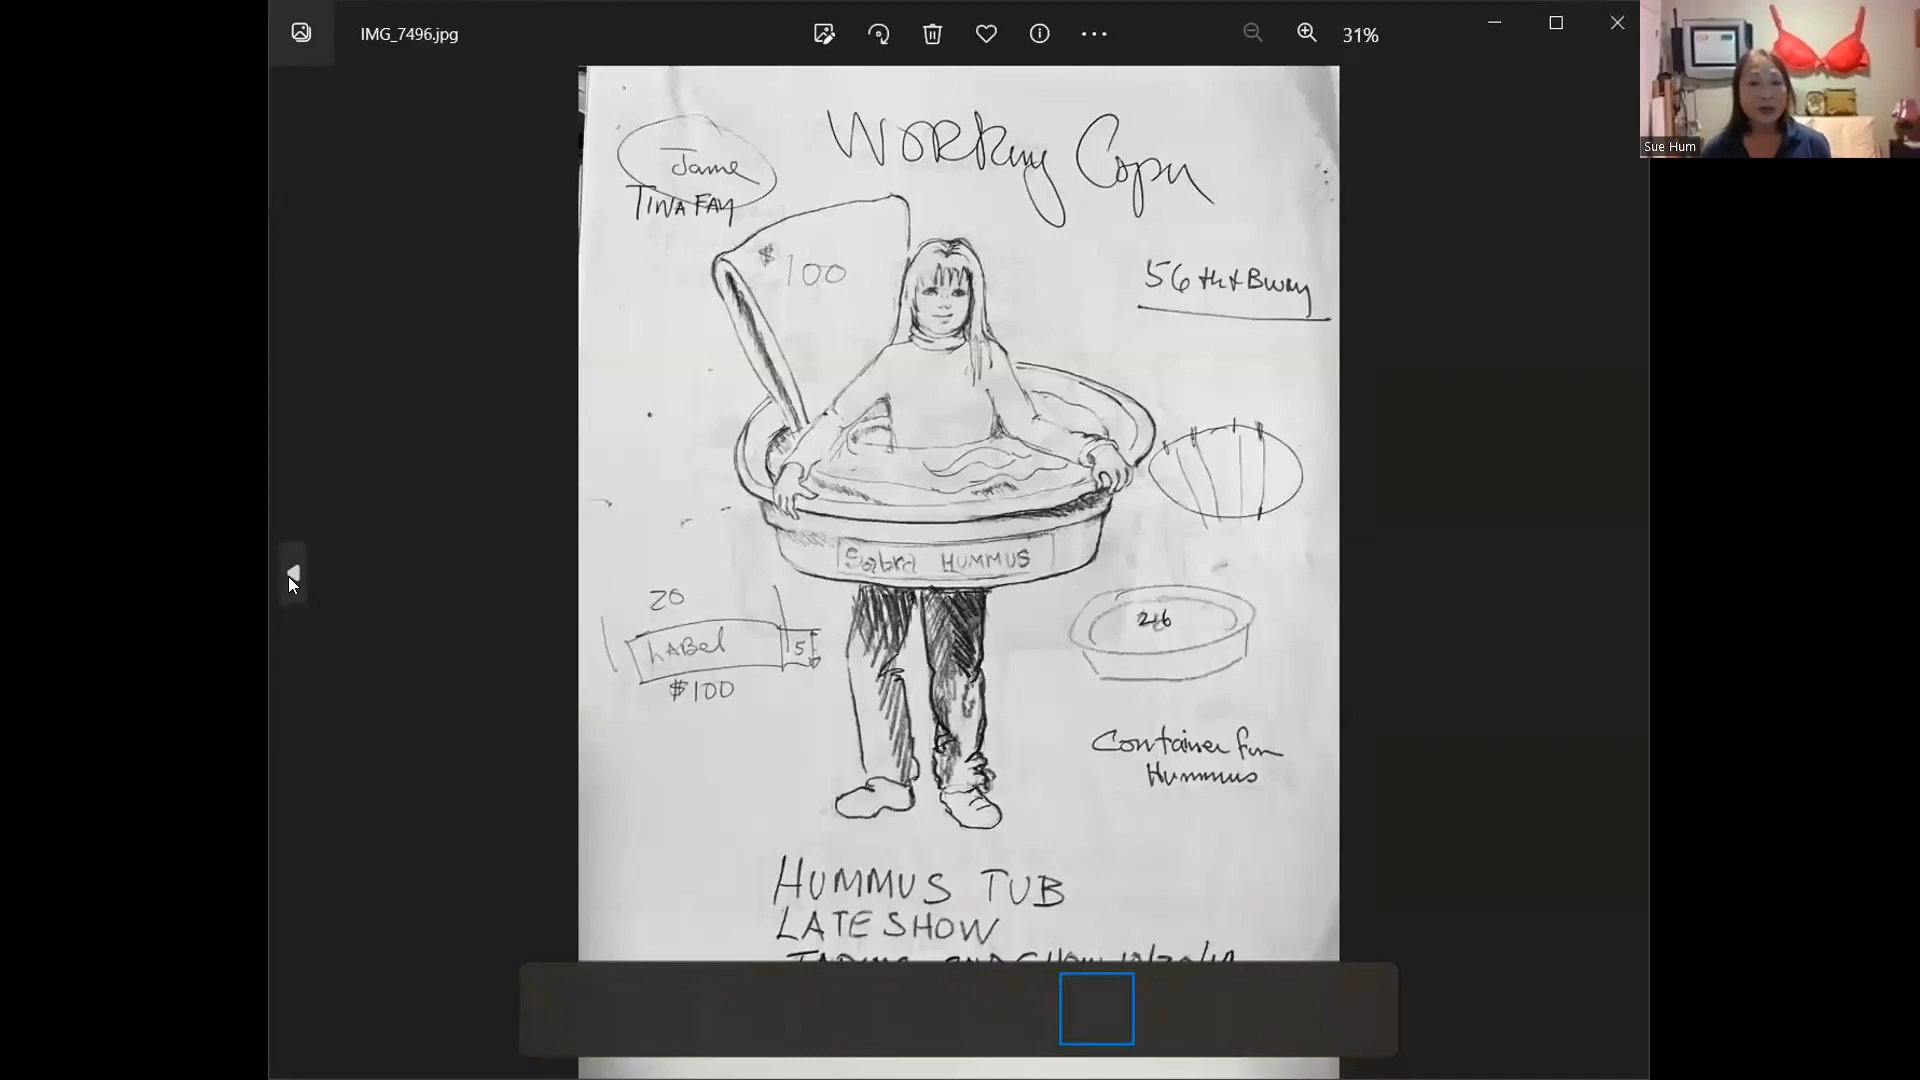 IMG_7496.jpg
31%
Sue Hum
Working Copy
Jame
TINA FAY
$100
56th + Bway
Sabra HUMMUS
20
LABel
5
$100
26
Container for
Hummus
HUMMUS TUB
LATE SHOW